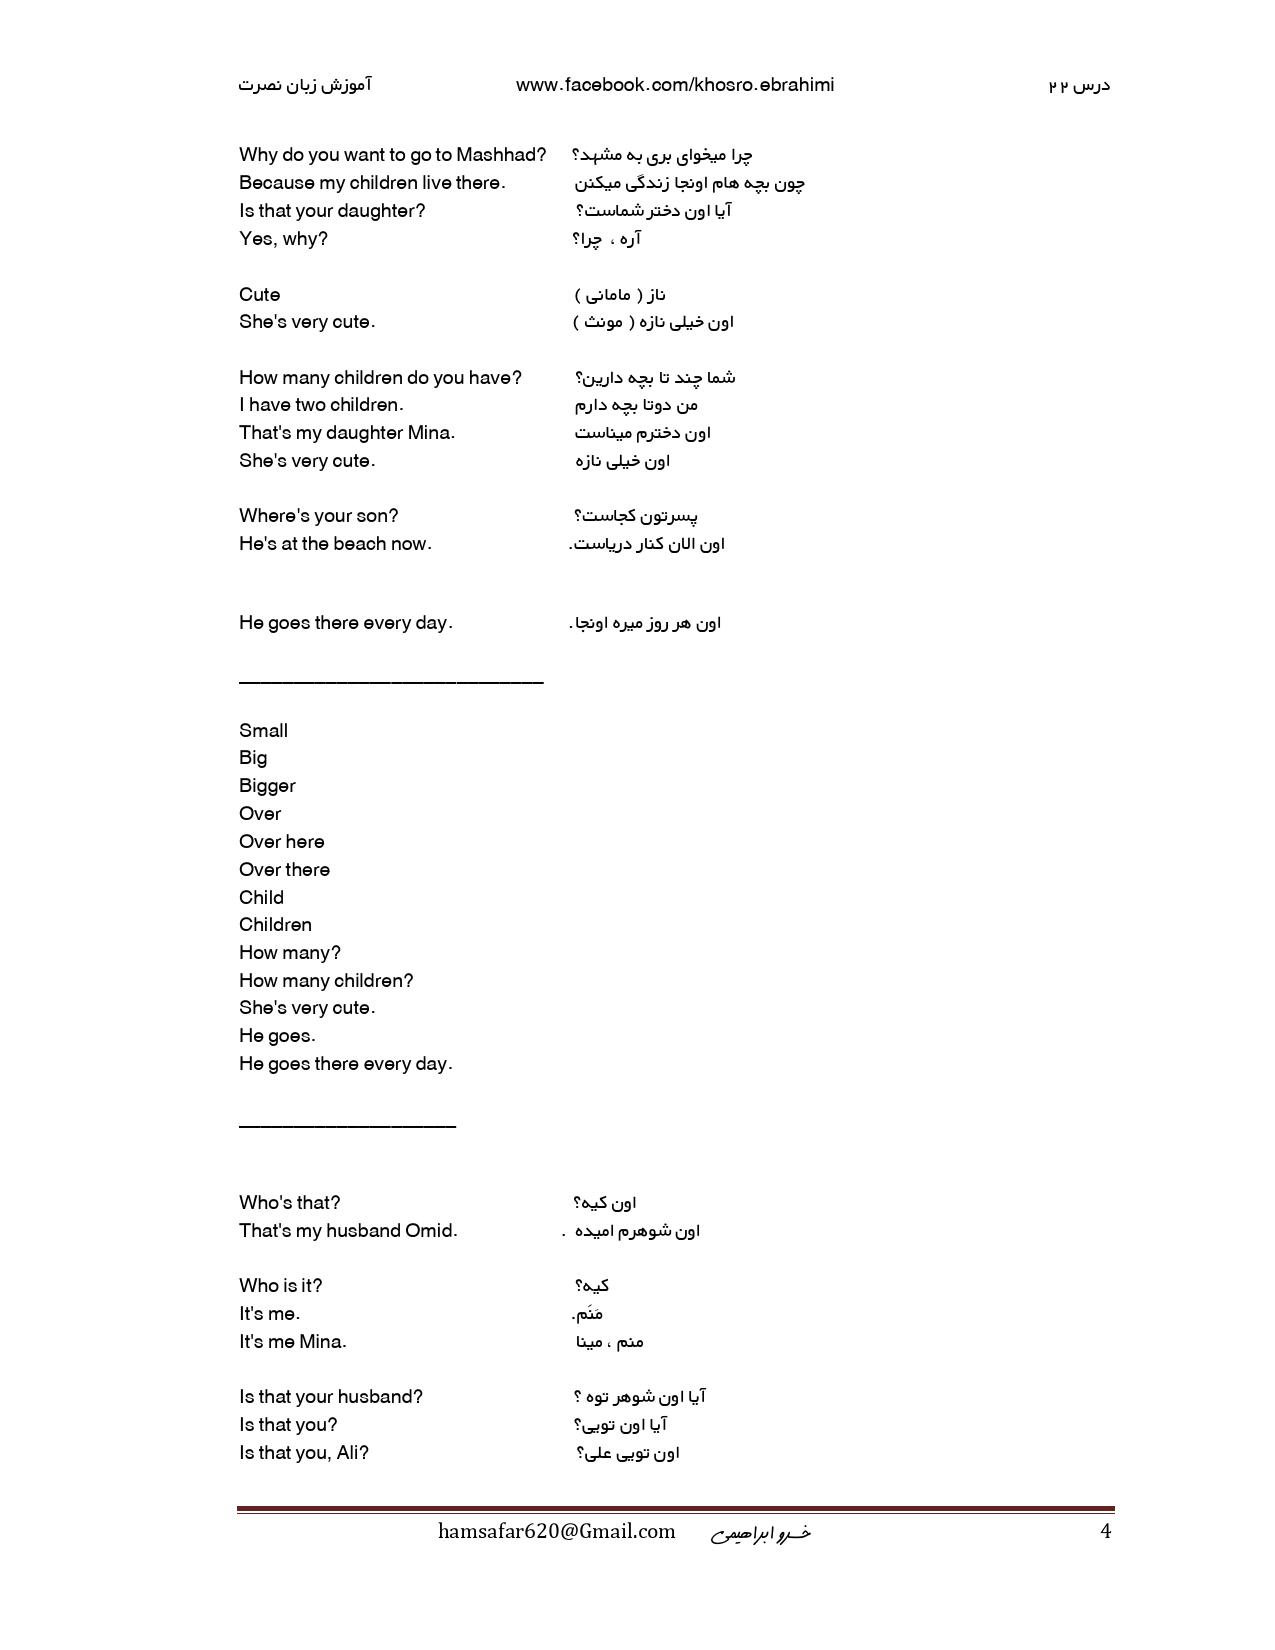 آموزش زبان نصرت www.facebook.com/khosro.ebrahimi درس ۲۲
Why do you want to go to Mashhad? چرا میخوای بری به مشهد؟
Because my children live there. چون بچه هام اونجا زندگی میکنن
Is that your daughter? آیا اون دختر شماست؟
Yes, why? آره ، چرا؟
Cute ناز ( مامانی )
She's very cute. اون خیلی نازه ( مونث )
How many children do you have? شما چند تا بچه دارین؟
I have two children. من دوتا بچه دارم
That's my daughter Mina. اون دخترم میناست
She's very cute. اون خیلی نازه
Where's your son? پسرتون کجاست؟
He's at the beach now. اون الان کنار دریاست.
He goes there every day. اون هر روز میره اونجا.
____________________________
Small
Big
Bigger
Over
Over here
Over there
Child
Children
How many?
How many children?
She's very cute.
He goes.
He goes there every day.
____________________
Who's that? اون کیه؟
That's my husband Omid. اون شوهرم امیده .
Who is it? کیه؟
It's me. مَنَم.
It's me Mina. منم ، مینا
Is that your husband? آیا اون شوهر توه ؟
Is that you? آیا اون تویی؟
Is that you, Ali? اون تویی علی؟
hamsafar620@Gmail.com خسرو ابراهیمی 4